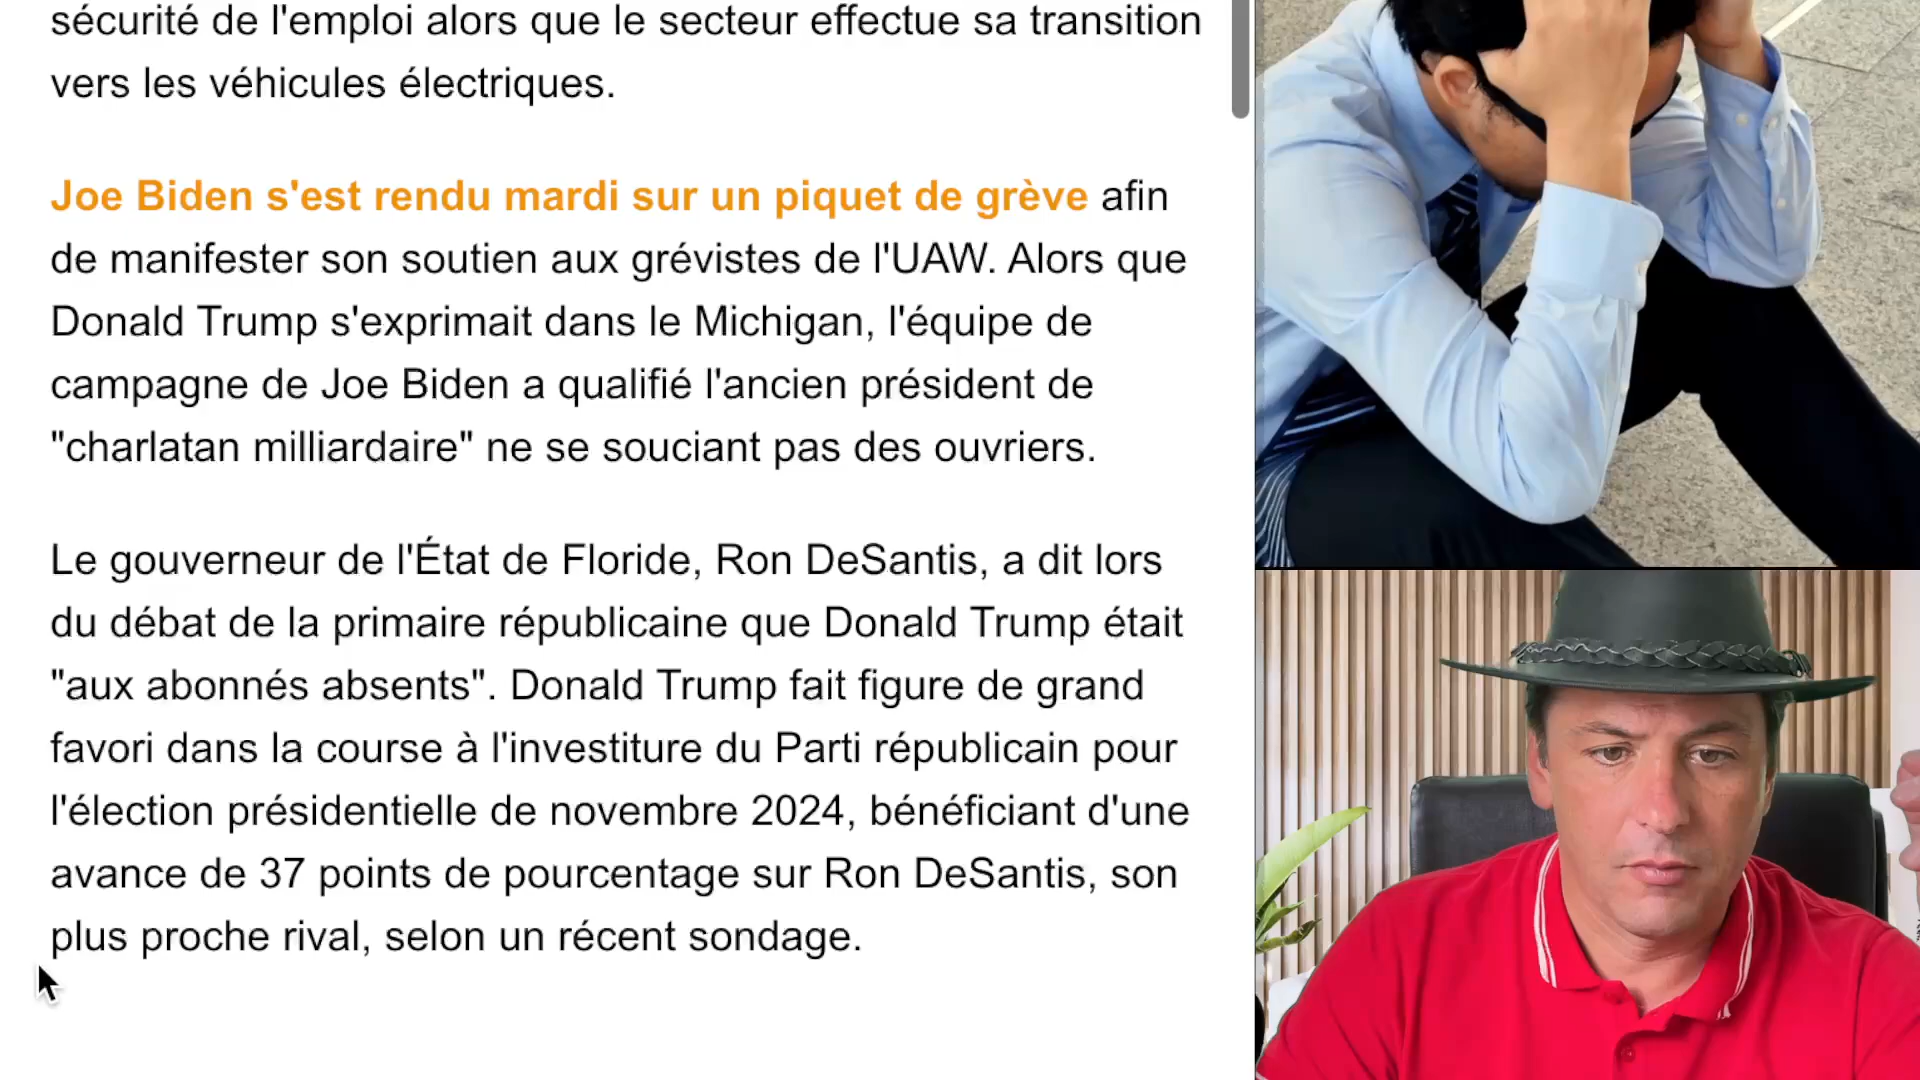 sécurité de l'emploi alors que le secteur effectue sa transition
vers les véhicules électriques.
Joe Biden s'est rendu mardi sur un piquet de grève afin
de manifester son soutien aux grévistes de l'UAW. Alors que
Donald Trump s'exprimait dans le Michigan, l'équipe de
campagne de Joe Biden a qualifié l'ancien président de
"charlatan milliardaire" ne se souciant pas des ouvriers.
Le gouverneur de l'État de Floride, Ron DeSantis, a dit lors
du débat de la primaire républicaine que Donald Trump était
"aux abonnés absents". Donald Trump fait figure de grand
favori dans la course à l'investiture du Parti républicain pour
l'élection présidentielle de novembre 2024, bénéficiant d'une
avance de 37 points de pourcentage sur Ron DeSantis, son
plus proche rival, selon un récent sondage.